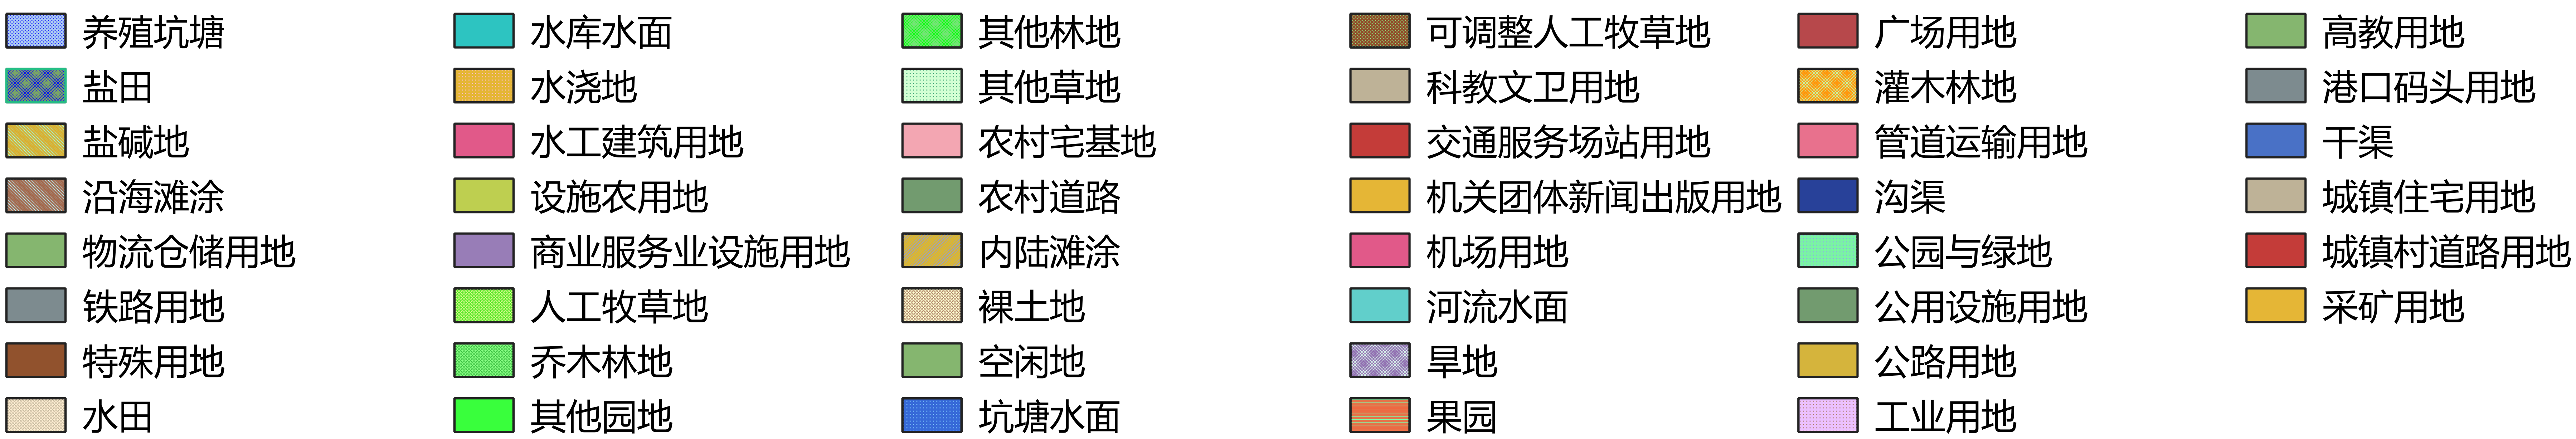 养殖坑塘
盐田
盐碱地
沿海滩涂
物流仓储用地
铁路用地
特殊用地
水田
水库水面
水浇地
水工建筑用地
设施农用地
商业服务业设施用地
人工牧草地
乔木林地
其他园地
其他林地
其他草地
农村宅基地
农村道路
内陆滩涂
裸土地
空闲地
坑塘水面
可调整人工牧草地
科教文卫用地
交通服务场站用地
机关团体新闻出版用地
机场用地
河流水面
旱地
果园
广场用地
灌木林地
管道运输用地
沟渠
公园与绿地
公用设施用地
公路用地
工业用地
高教用地
港口码头用地
干渠
城镇住宅用地
城镇村道路用地
采矿用地